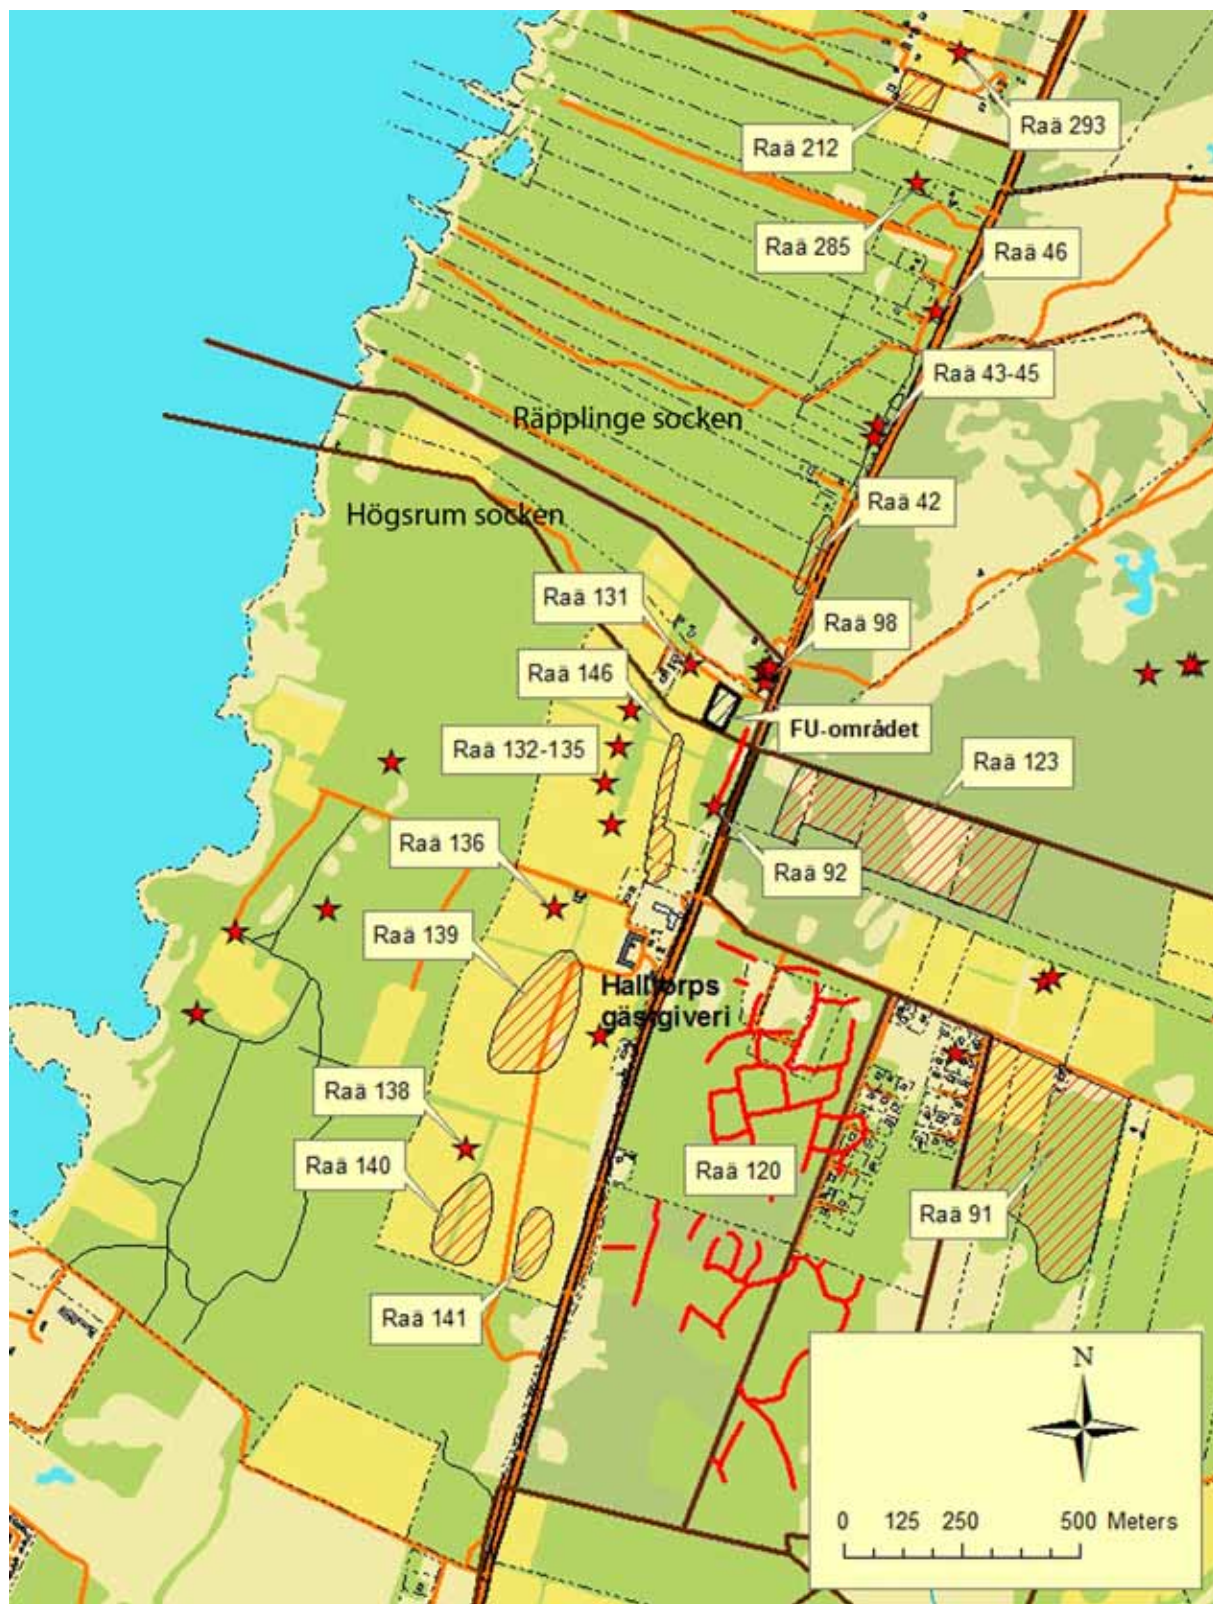 Raä 293
Raä 212
Raä 285
Raä 46
Raä 43-45
Räpplinge socken
Raä 42
Högsrum socken
Raä 131
Raä 98
Raä 146
FU-området
Raä 132-135
Raä 123
Raä 136
Raä 92
Raä 139
Halltorps
gästgiveri
Raä 138
Raä 140
Raä 120
Raä 91
Raä 141
N
0 125 250 500 Meters